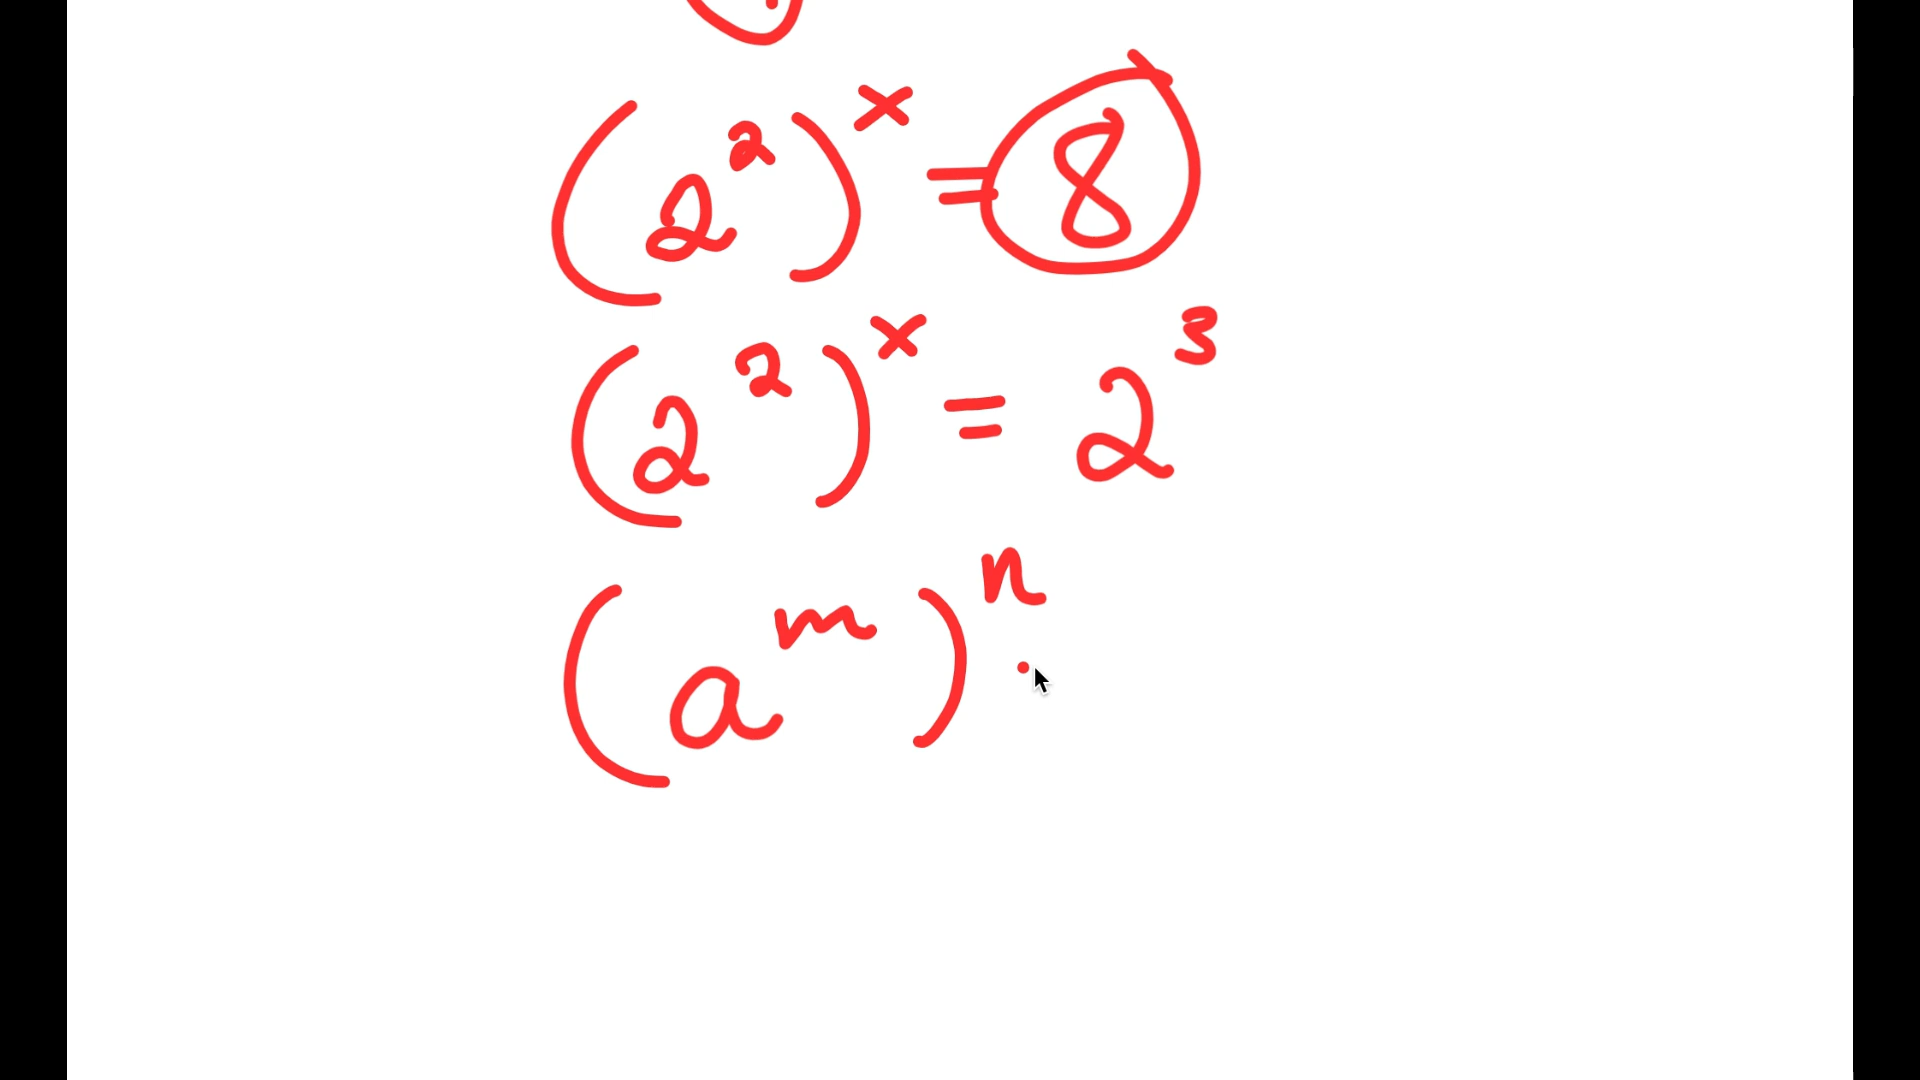 (2²)ˣ = 8
(2²)ˣ = 2³
(aᵐ)ⁿ